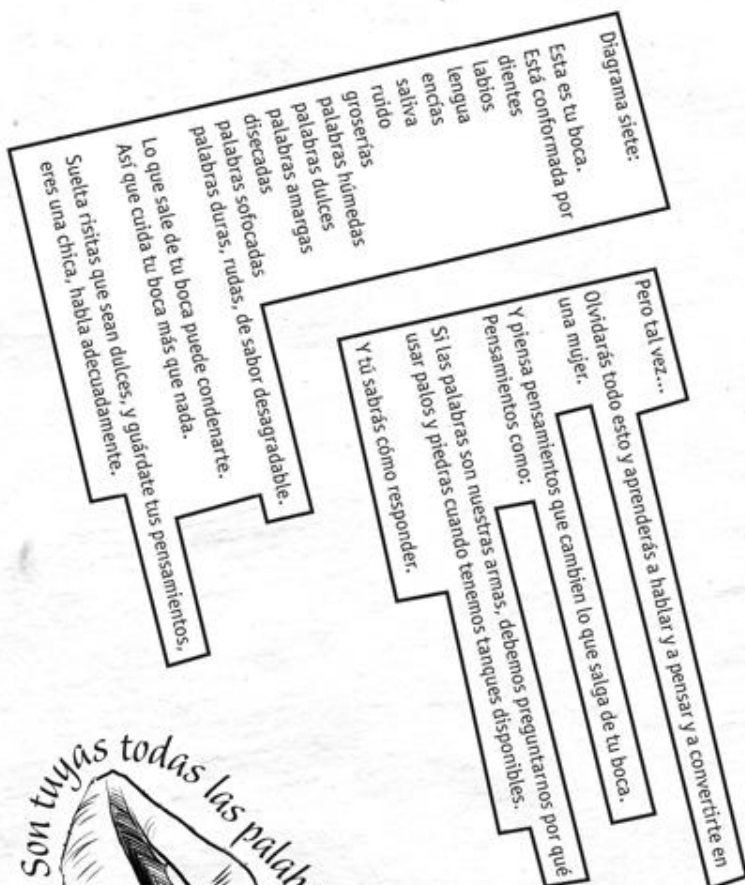 Diagrama siete:
Esta es tu boca.
Está conformada por
dientes
labios
lengua
encías
saliva
ruido
groserías
palabras húmedas
palabras dulces
palabras amargas
disecadas
palabras sofocadas
palabras duras, rudas, de sabor desagradable.
Lo que sale de tu boca puede condenarte.
Así que cuida tu boca más que nada.
Suelta risitas que sean dulces, y guárdate tus pensamientos,
eres una chica, habla adecuadamente.
Pero tal vez...
Olvidarás todo esto y aprenderás a hablar y a pensar y a convertirte en
una mujer.
Y piensa pensamientos que cambien lo que salga de tu boca.
Pensamientos como:
Si las palabras son nuestras armas, debemos preguntarnos por qué
usar palos y piedras cuando tenemos tanques disponibles.
Y tú sabrás cómo responder.
Son tuyas todas las